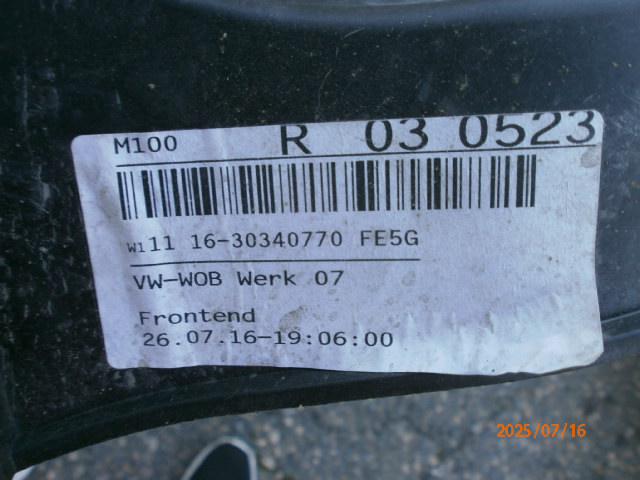 M100 R 03 0523
W111 16-30340770 FE5G
VW-WOB Werk 07
Frontend
26.07.16-19:06:00
2025/07/16